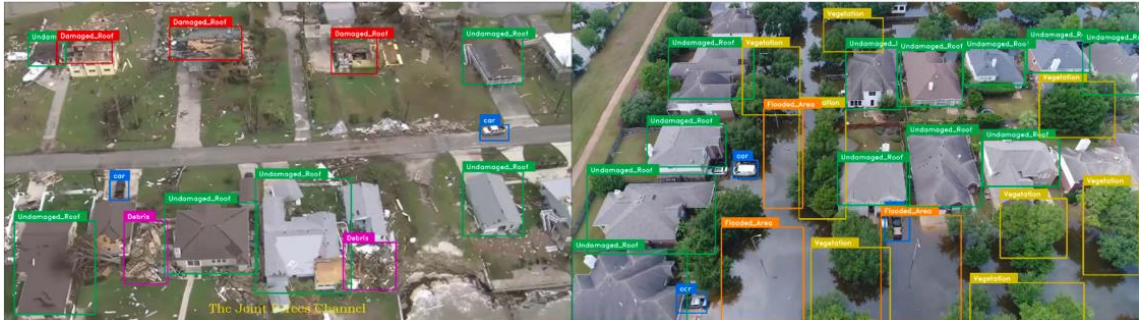 Undam
Damaged_Roof
Damaged_Roof
Damaged_Roof
Undamaged_Roof
car
car
Undamaged_Roof
Undamaged_Roof
Undamaged_Roof
Undamaged_Roof
Debris
Debris
The Joint Forces Channel
Vegetation
Undamaged_Roof
Vegetation
Undamaged_Roof
Undamaged_Roof
Undamaged_Roof
Undamaged_Roof
Undamaged_Roof
Vegetation
Flooded_Area
Undamaged_Roof
car
Undamaged_Roof
Undamaged_Roof
Undamaged_Roof
Vegetation
Vegetation
Flooded_Area
Undamaged_Roof
Vegetation
Vegetation
car